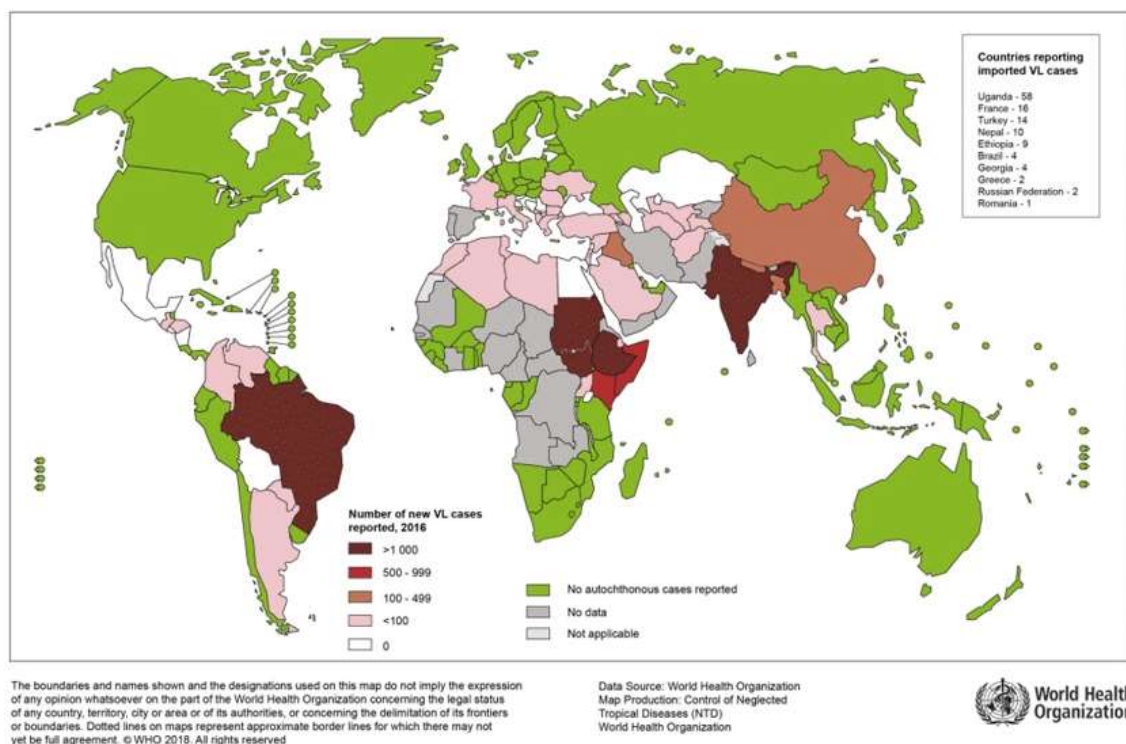 Countries reporting
imported VL cases
Uganda - 58
France - 16
Turkey - 14
Nepal - 10
Ethiopia - 9
Brazil - 4
Georgia - 4
Greece - 2
Russian Federation - 2
Romania - 1
Number of new VL cases
reported, 2016
>1 000
500 - 999
100 - 499
<100
0
No autochthonous cases reported
No data
Not applicable
The boundaries and names shown and the designations used on this map do not imply the expression
of any opinion whatsoever on the part of the World Health Organization concerning the legal status
of any country, territory, city or area or of its authorities, or concerning the delimitation of its frontiers
or boundaries. Dotted lines on maps represent approximate border lines for which there may not
yet be full agreement. © WHO 2018. All rights reserved
Data Source: World Health Organization
Map Production: Control of Neglected
Tropical Diseases (NTD)
World Health Organization
World Health
Organization